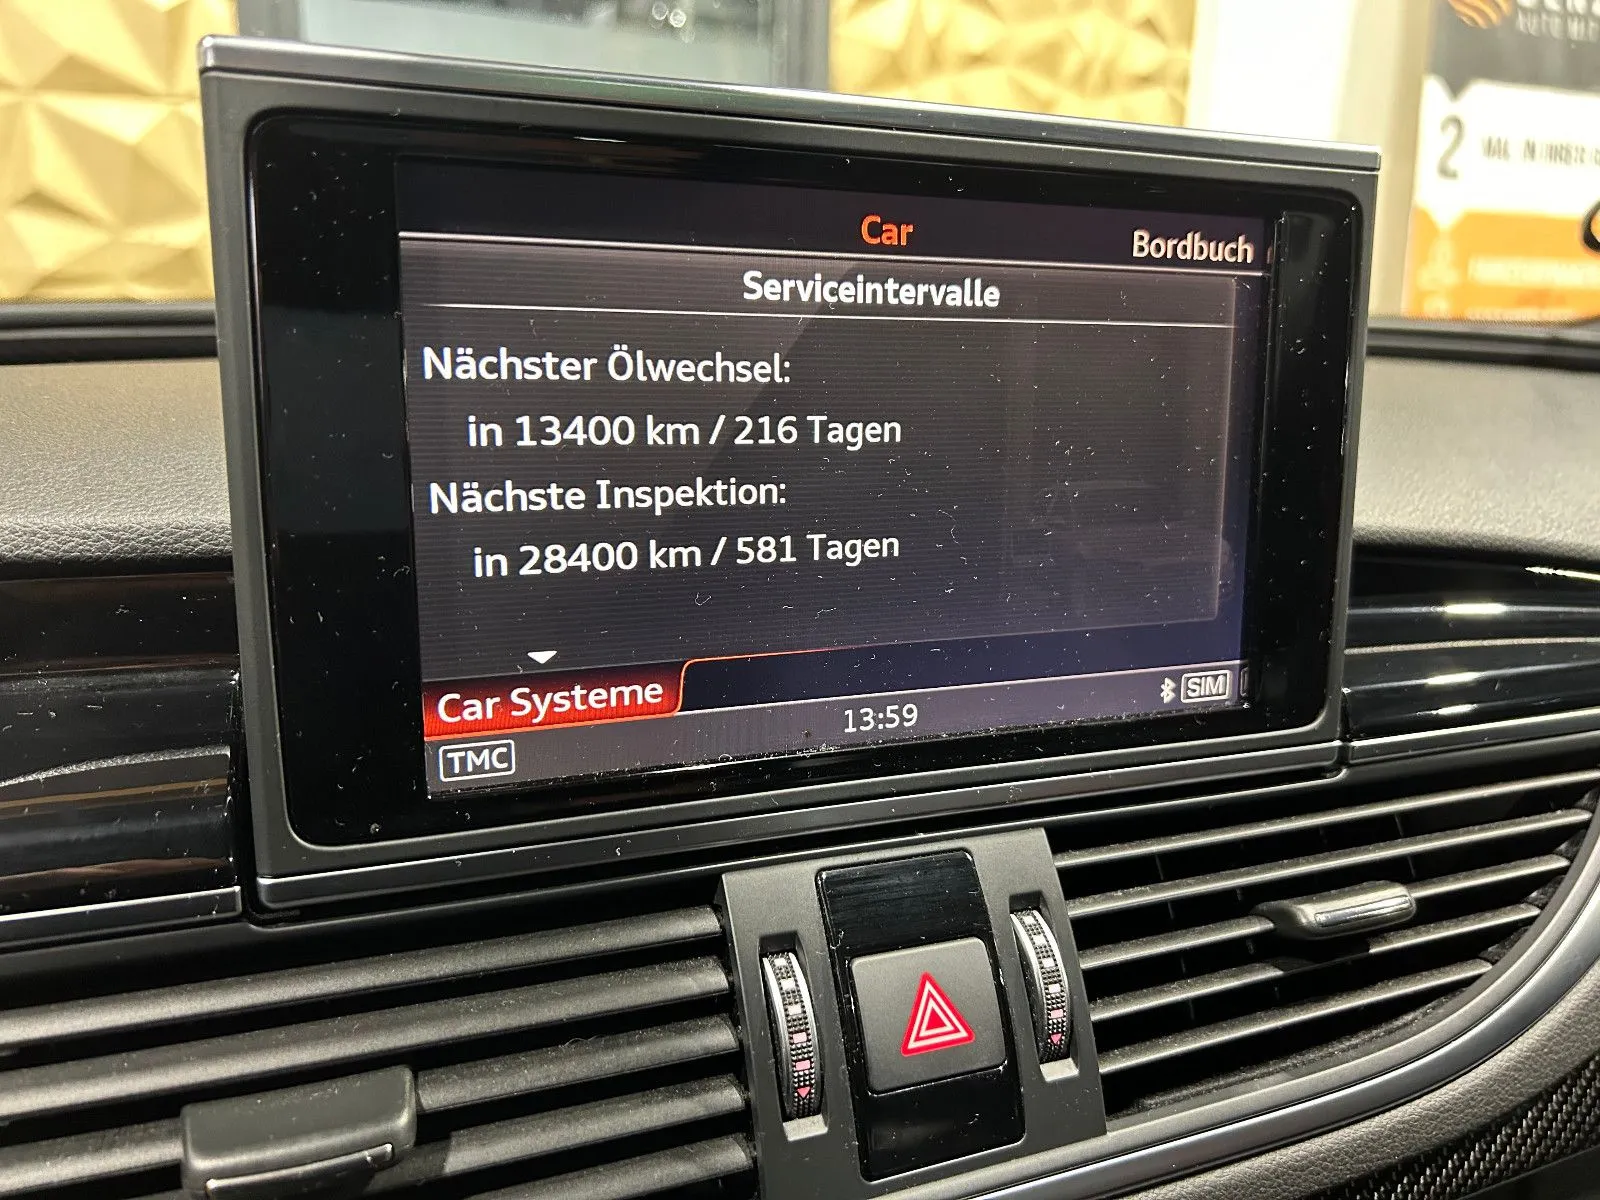 Car
Bordbuch
Serviceintervalle
Nächster Ölwechsel:
in 13400 km / 216 Tagen
Nächste Inspektion:
in 28400 km / 581 Tagen
Car Systeme
13:59
SIM
TMC
2